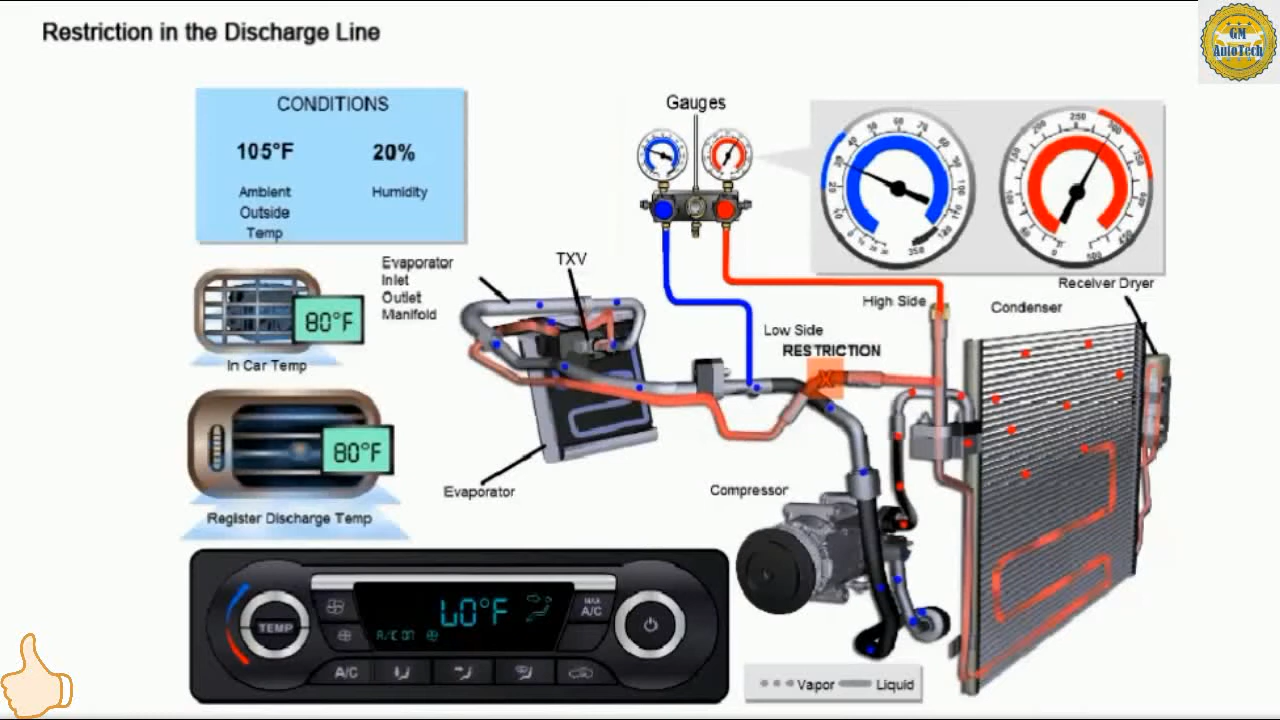 Restriction in the Discharge Line
GM
AutoTech
CONDITIONS
105°F
20%
Ambient
Outside
Temp
Humidity
Gauges
Evaporator
Inlet
Outlet
Manifold
TXV
80°F
In Car Temp
80°F
Register Discharge Temp
High Side
Low Side
RESTRICTION
X
Receiver Dryer
Condenser
Evaporator
Compressor
TEMP
LO°F
A/C ON
MAX
A/C
A/C
Vapor
Liquid